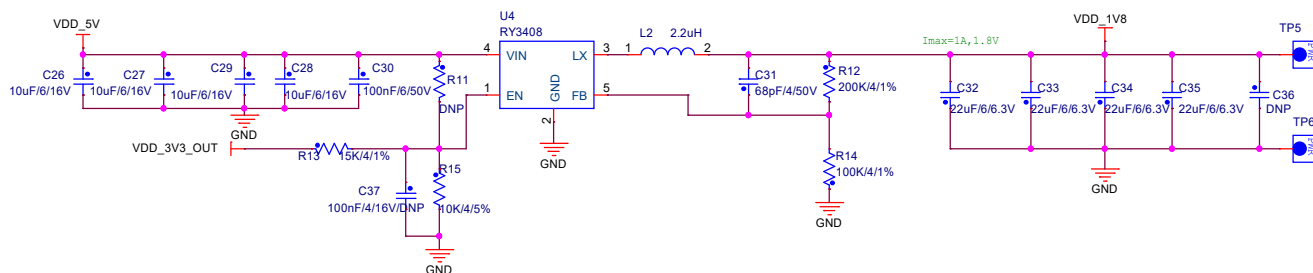 VDD_5V
U4
RY3408
L2 2.2uH
VDD_1V8
TP5
Imax=1A,1.8V
4 VIN LX 3 1 2
C26
10uF/6/16V
C27
10uF/6/16V
C29
10uF/6/16V
C28
10uF/6/16V
C30
100nF/6/50V
R11
DNP
1 EN GND FB 5
2
GND
C31
68pF/4/50V
R12
200K/4/1%
C32
22uF/6/6.3V
C33
22uF/6/6.3V
C34
22uF/6/6.3V
C35
22uF/6/6.3V
C36
DNP
TP6
GND
VDD_3V3_OUT
R13 15K/4/1%
GND
R14
100K/4/1%
GND
GND
C37
100nF/4/16V/DNP
R15
10K/4/5%
GND